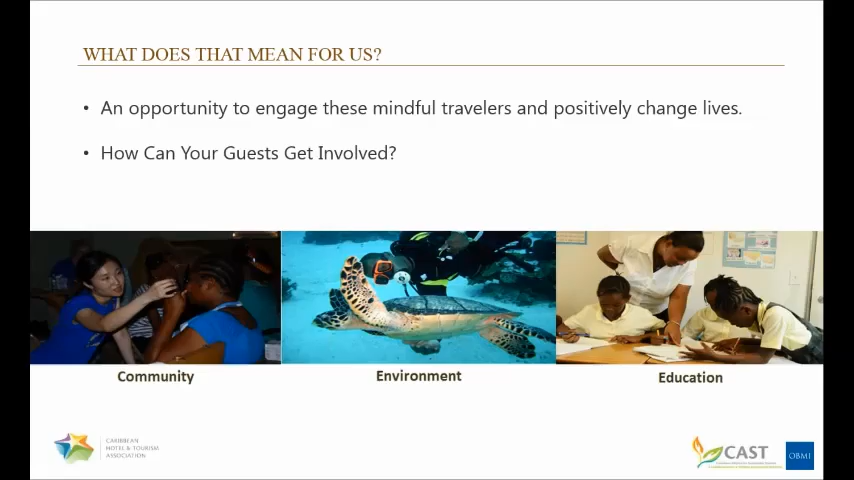 WHAT DOES THAT MEAN FOR US?
• An opportunity to engage these mindful travelers and positively change lives.
• How Can Your Guests Get Involved?
Community
Environment
Education
CARIBBEAN
HOTEL & TOURISM
ASSOCIATION
CAST
OBMI